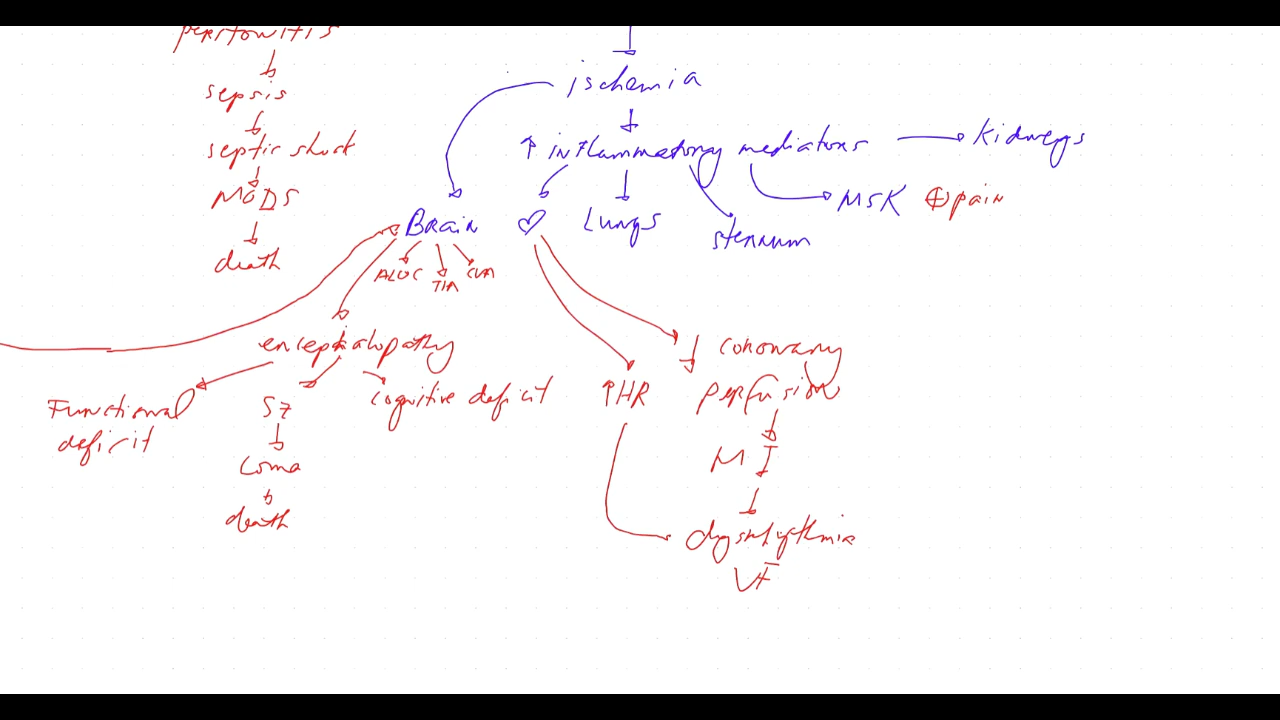 peritonitis
sepsis
septic shock
MODS
death
ischemia
↑ inflammatory mediators
kidneys
MSK ⊕pain
Brain
Lungs
sternum
ALOC
TIA
CVA
encephalopathy
Functional
deficit
SZ
coma
death
cognitive deficit
↑HR
↓ coronary
perfusion
MI
dysrhythmia
VF